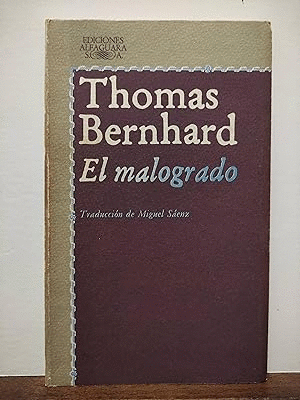 EDICIONES
ALFAGUARA
S.A.
Thomas
Bernhard
El malogrado
Traducción de Miguel Sáenz